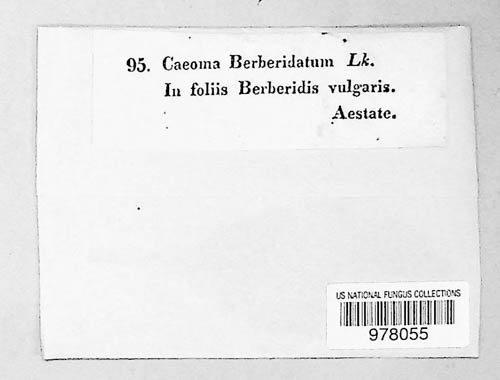 95. Caeoma Berberidatum Lk.
In foliis Berberidis vulgaris.
Aestate.
US NATIONAL FUNGUS COLLECTIONS
978055